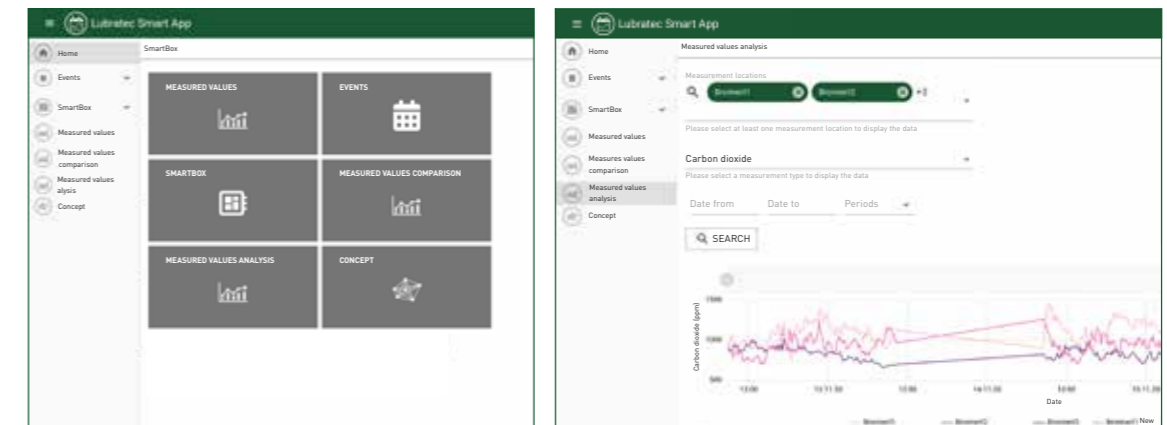 Lubratec Smart App
Home
Events
SmartBox
Measured values
Measured values
comparison
Measured values
alysis
Concept
SmartBox
MEASURED VALUES
EVENTS
SMARTBOX
MEASURED VALUES COMPARISON
MEASURED VALUES ANALYSIS
CONCEPT
Lubratec Smart App
Home
Events
SmartBox
Measured values
Measures values
comparison
Measured values
analysis
Concept
Measured values analysis
Measurement locations
Please select at least one measurement location to display the data
Carbon dioxide
Please select a measurement type to display the data
Date from Date to Periods
SEARCH
Carbon dioxide (ppm)
1500
1000
500
Date
New